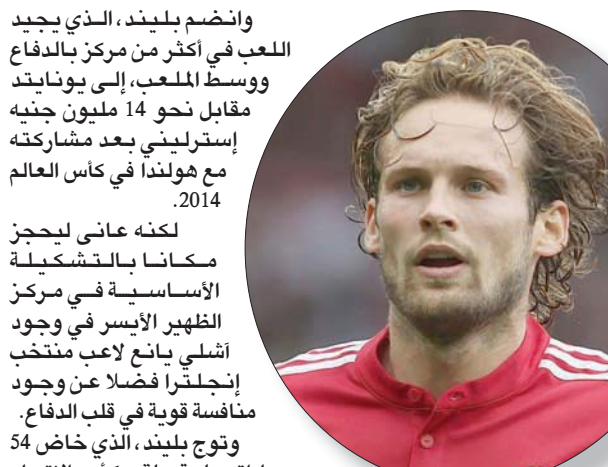 وانضم بليند، الذي يجيد
اللعب في أكثر من مركز بالدفاع
ووسط الملعب، إلى يونايتد
مقابل نحو 14 مليون جنيه
إسترليني بعد مشاركته
مع هولندا في كأس العالم
2014.
لكنه عانى ليحجز
مكانا بالتشكيلة
الأساسية في مركز
الظهير الأيسر في وجود
آشلي يانغ لاعب منتخب
إنجلترا فضلا عن وجود
منافسة قوية في قلب الدفاع.
وتوج بليند، الذي خاض 54